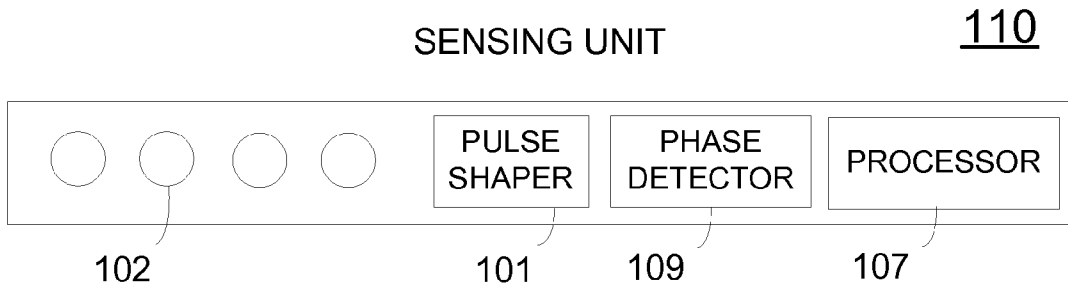 SENSING UNIT
110
PULSE
SHAPER
PHASE
DETECTOR
PROCESSOR
102
101
109
107